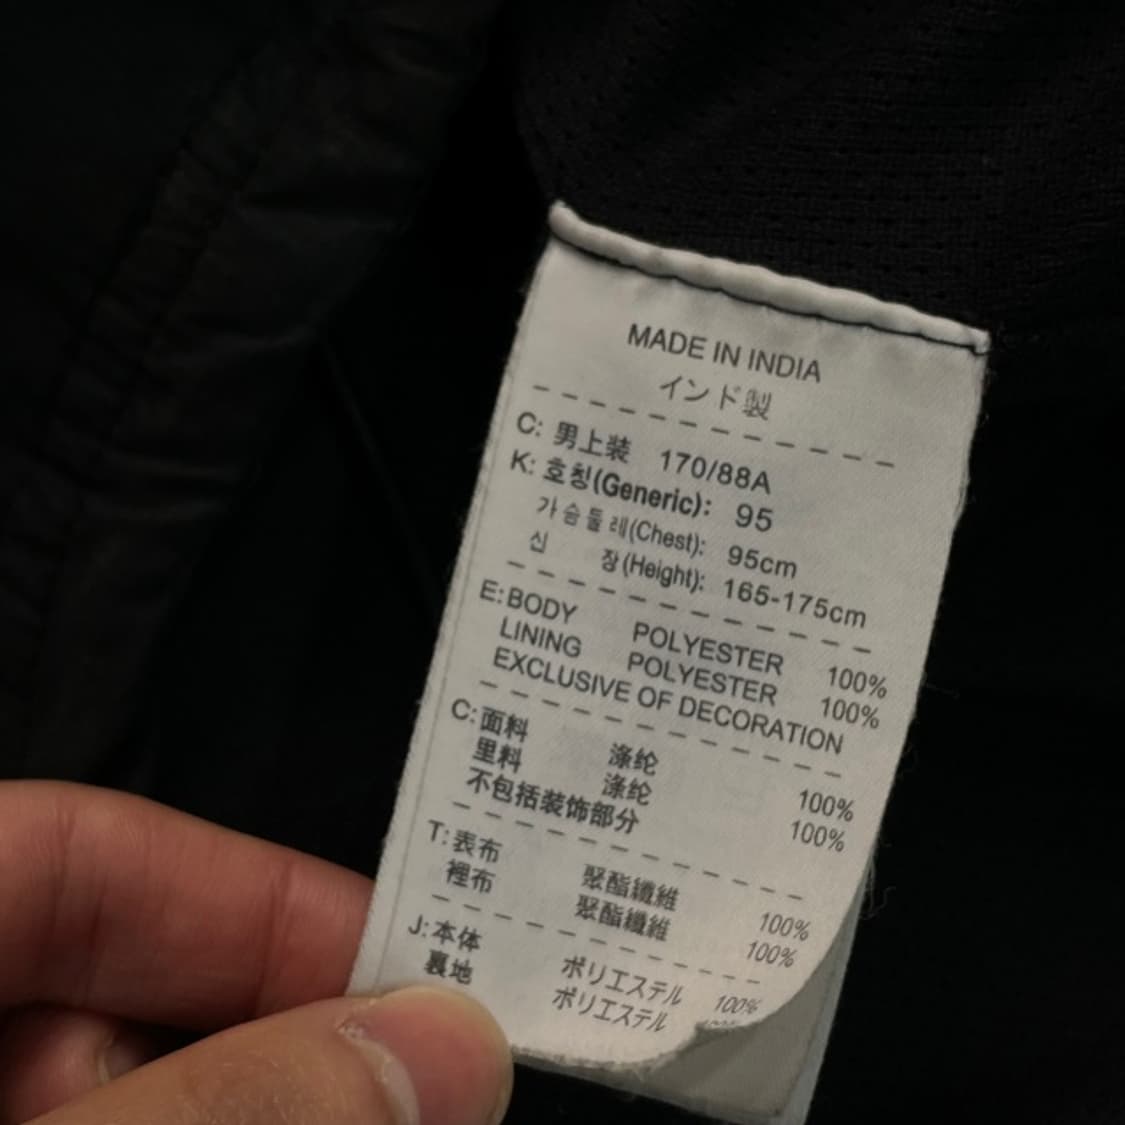 MADE IN INDIA
インド製
C: 男上装 170/88A
K: 호칭(Generic): 95
가슴둘레(Chest): 95cm
신 장(Height): 165-175cm
E: BODY POLYESTER 100%
LINING POLYESTER 100%
EXCLUSIVE OF DECORATION
C: 面料 涤纶 100%
里料 涤纶 100%
不包括装饰部分
T: 表布 聚酯纖維 100%
裡布 聚酯纖維 100%
J: 本体 ポリエステル 100%
裏地 ポリエステル